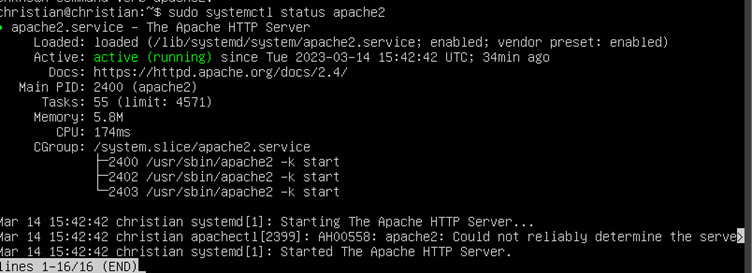 christian@christian:~$ sudo systemctl status apache2
apache2.service - The Apache HTTP Server
Loaded: loaded (/lib/systemd/system/apache2.service; enabled; vendor preset: enabled)
Active: active (running) since Tue 2023-03-14 15:42:42 UTC; 34min ago
Docs: https://httpd.apache.org/docs/2.4/
Main PID: 2400 (apache2)
Tasks: 55 (limit: 4571)
Memory: 5.8M
CPU: 174ms
CGroup: /system.slice/apache2.service
├─2400 /usr/sbin/apache2 -k start
├─2402 /usr/sbin/apache2 -k start
└─2403 /usr/sbin/apache2 -k start
Mar 14 15:42:42 christian systemd[1]: Starting The Apache HTTP Server...
Mar 14 15:42:42 christian apachectl[2399]: AH00558: apache2: Could not reliably determine the serve>
Mar 14 15:42:42 christian systemd[1]: Started The Apache HTTP Server.
lines 1-16/16 (END)